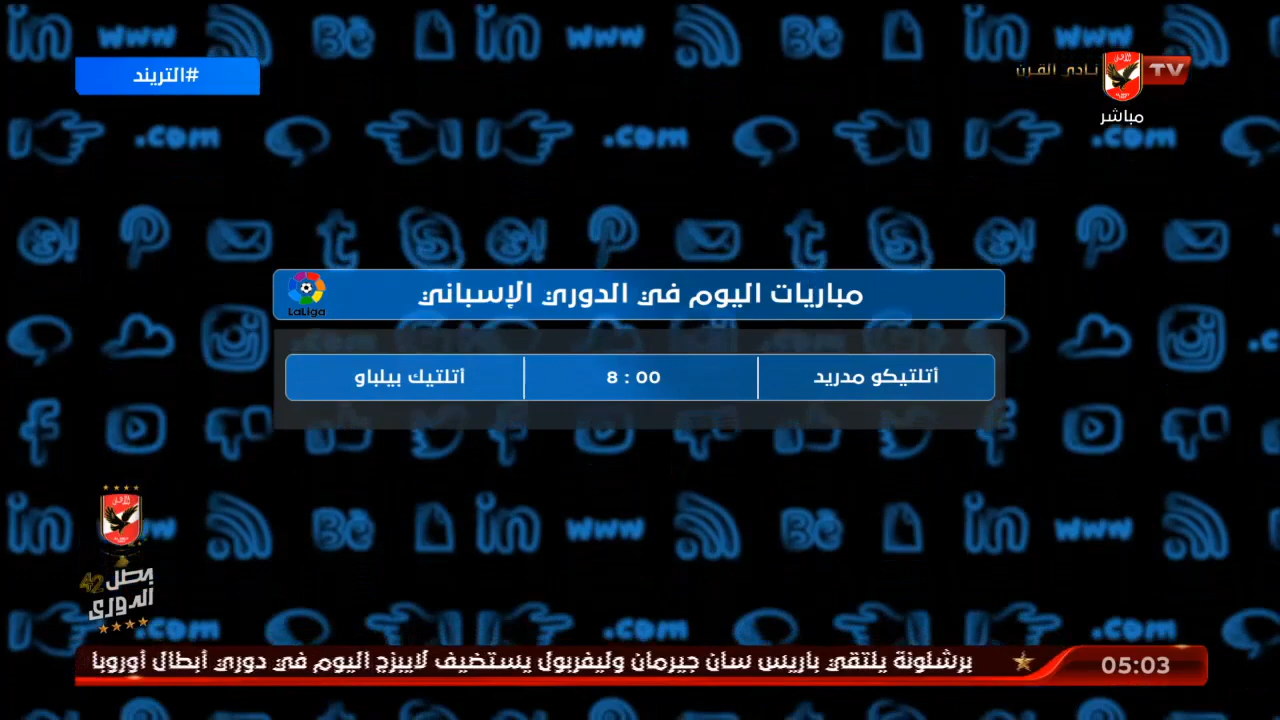 #التريند
نادي القرن
TV
مباشر
مباريات اليوم في الدوري الإسباني
LaLiga
أتلتيكو مدريد
8 : 00
أتلتيك بيلباو
بطل
42
الدوري
برشلونة يلتقي باريس سان جيرمان وليفربول يستضيف لايبزج اليوم في دوري أبطال أوروبا
05:03